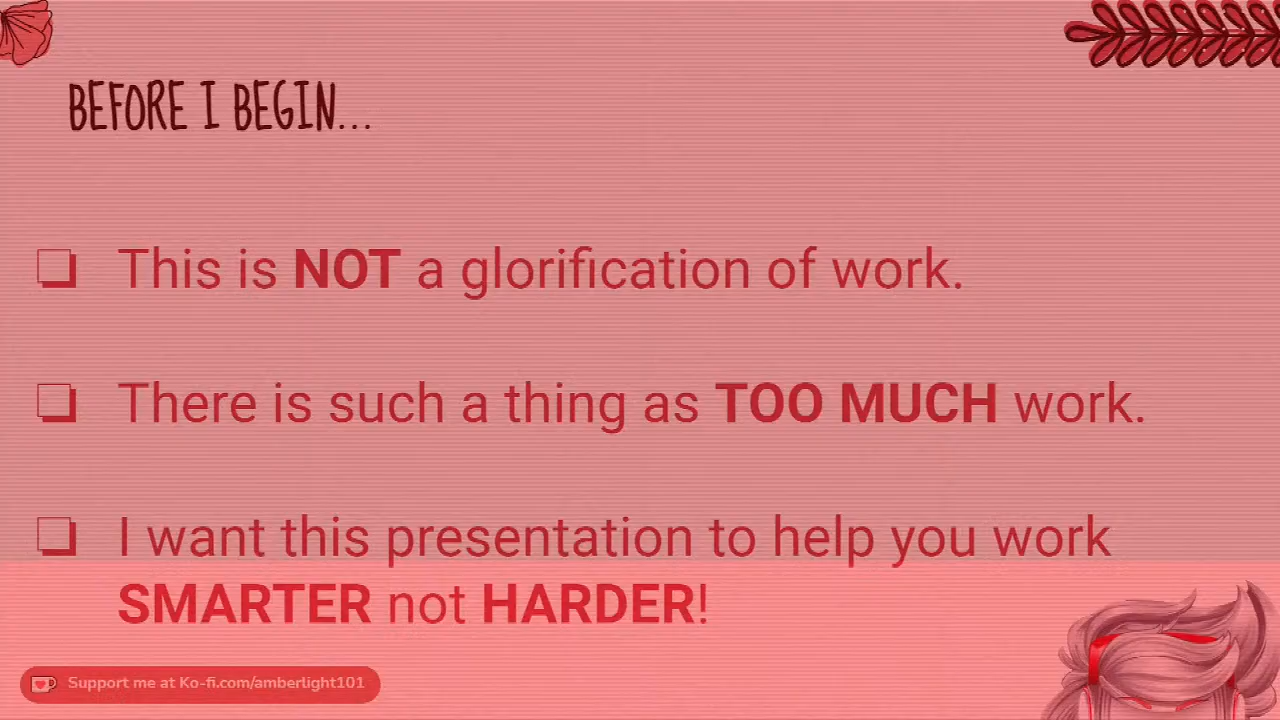 BEFORE I BEGIN...
This is NOT a glorification of work.
There is such a thing as TOO MUCH work.
I want this presentation to help you work
SMARTER not HARDER!
Support me at Ko-fi.com/amberlight101